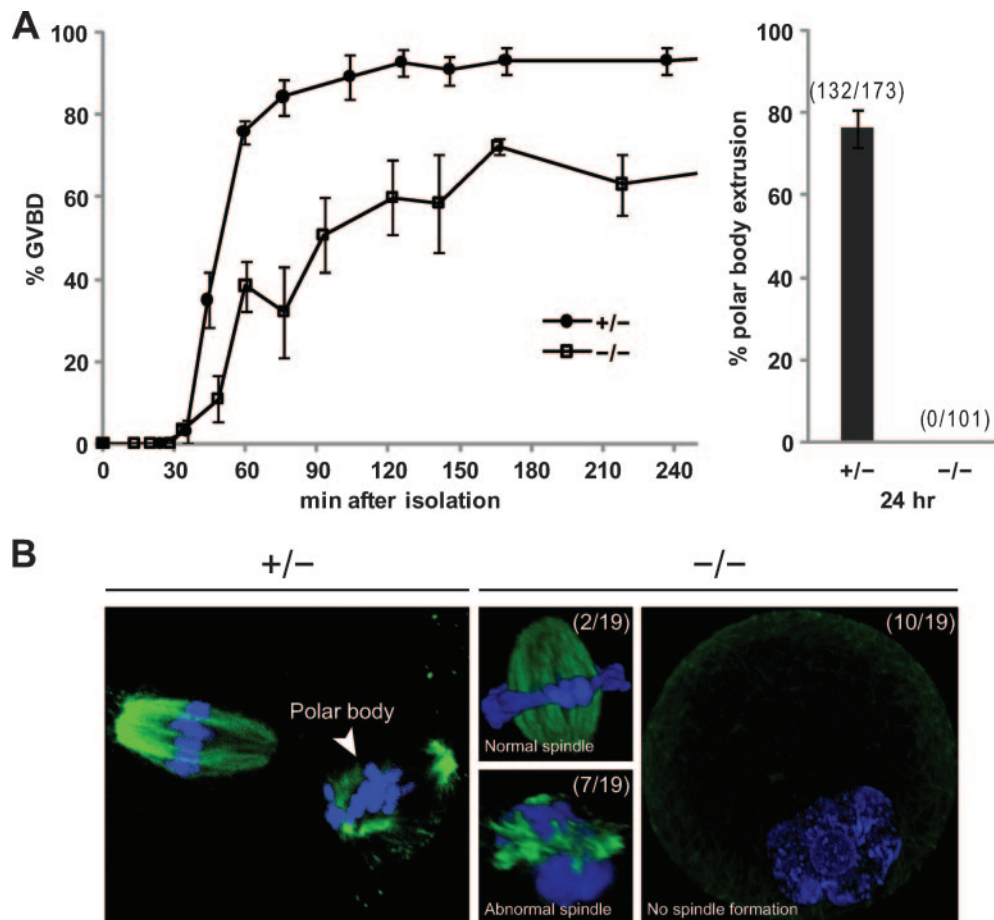 A
% GVBD
100
80
60
40
20
0
0 30 60 90 120 150 180 210 240
min after isolation
+/−
−/−
% polar body extrusion
100
80
60
40
20
0
(132/173)
(0/101)
+/− −/−
24 hr
B
+/− −/−
Polar body
(2/19)
Normal spindle
(7/19)
Abnormal spindle
(10/19)
No spindle formation